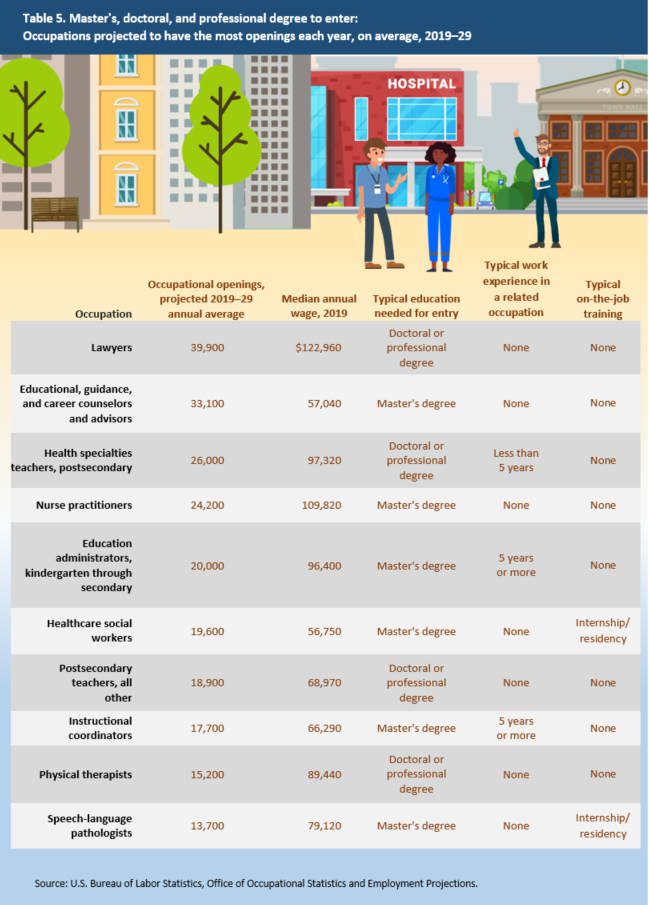 Table 5. Master's, doctoral, and professional degree to enter:
Occupations projected to have the most openings each year, on average, 2019–29
HOSPITAL
TOWN HALL
Occupation
Occupational openings,
projected 2019–29
annual average
Median annual
wage, 2019
Typical education
needed for entry
Typical work
experience in
a related
occupation
Typical
on-the-job
training
Lawyers
39,900
$122,960
Doctoral or
professional
degree
None
None
Educational, guidance,
and career counselors
and advisors
33,100
57,040
Master's degree
None
None
Health specialties
teachers, postsecondary
26,000
97,320
Doctoral or
professional
degree
Less than
5 years
None
Nurse practitioners
24,200
109,820
Master's degree
None
None
Education
administrators,
kindergarten through
secondary
20,000
96,400
Master's degree
5 years
or more
None
Healthcare social
workers
19,600
56,750
Master's degree
None
Internship/
residency
Postsecondary
teachers, all
other
18,900
68,970
Doctoral or
professional
degree
None
None
Instructional
coordinators
17,700
66,290
Master's degree
5 years
or more
None
Physical therapists
15,200
89,440
Doctoral or
professional
degree
None
None
Speech-language
pathologists
13,700
79,120
Master's degree
None
Internship/
residency
Source: U.S. Bureau of Labor Statistics, Office of Occupational Statistics and Employment Projections.